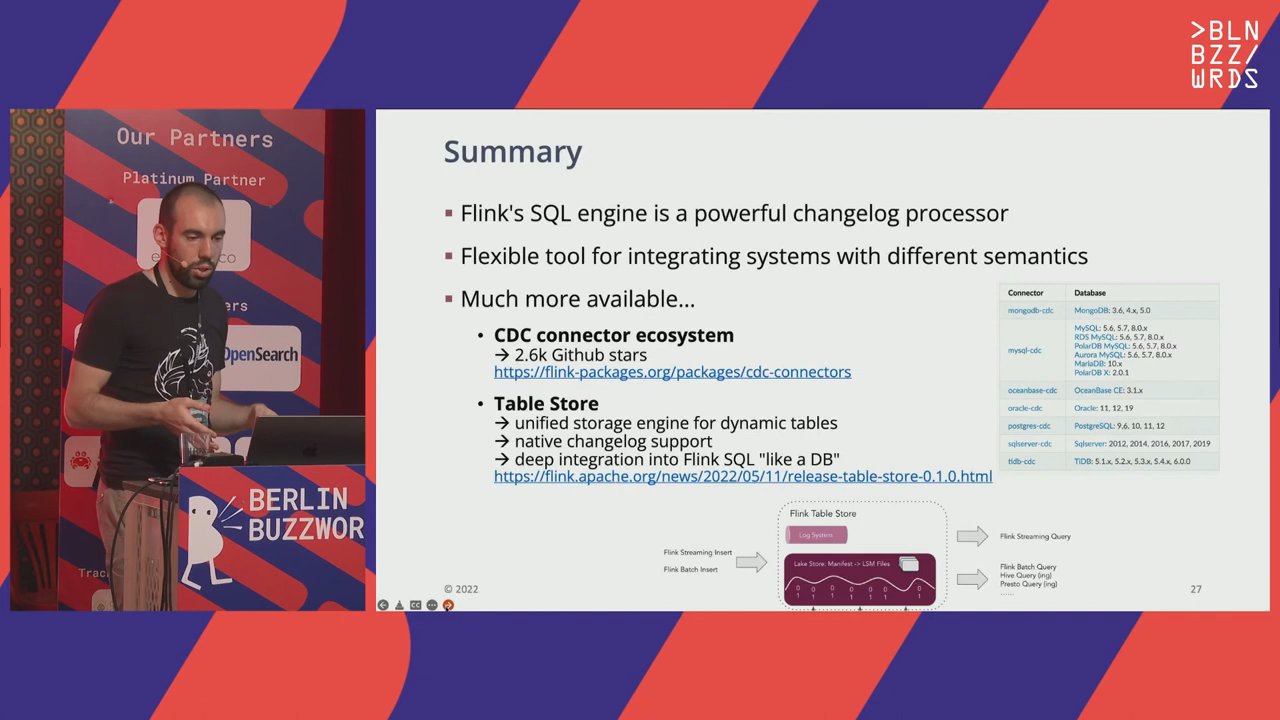 >BLN
BZZ/
WRDS
Our Partners
Platinum Partner
OpenSearch
BERLIN
BUZZWOR
Summary
▪ Flink's SQL engine is a powerful changelog processor
▪ Flexible tool for integrating systems with different semantics
▪ Much more available...
• CDC connector ecosystem
→ 2.6k Github stars
https://flink-packages.org/packages/cdc-connectors
• Table Store
→ unified storage engine for dynamic tables
→ native changelog support
→ deep integration into Flink SQL "like a DB"
https://flink.apache.org/news/2022/05/11/release-table-store-0.1.0.html
Connector Database
mongodb-cdc MongoDB: 3.6, 4.x, 5.0
mysql-cdc
MySQL: 5.6, 5.7, 8.0.x
RDS MySQL: 5.6, 5.7, 8.0.x
PolarDB MySQL: 5.6, 5.7, 8.0.x
Aurora MySQL: 5.6, 5.7, 8.0.x
MariaDB: 10.x
PolarDB X: 2.0.1
oceanbase-cdc OceanBase CE: 3.1.x
oracle-cdc Oracle: 11, 12, 19
postgres-cdc PostgreSQL: 9.6, 10, 11, 12
sqlserver-cdc Sqlserver: 2012, 2014, 2016, 2017, 2019
tidb-cdc TiDB: 5.1.x, 5.2.x, 5.3.x, 5.4.x, 6.0.0
Flink Table Store
Log System
Lake Store: Manifest -> LSM Files
Flink Streaming Insert
Flink Batch Insert
Flink Streaming Query
Flink Batch Query
Hive Query (ing)
Presto Query (ing)
......
© 2022
27
CC